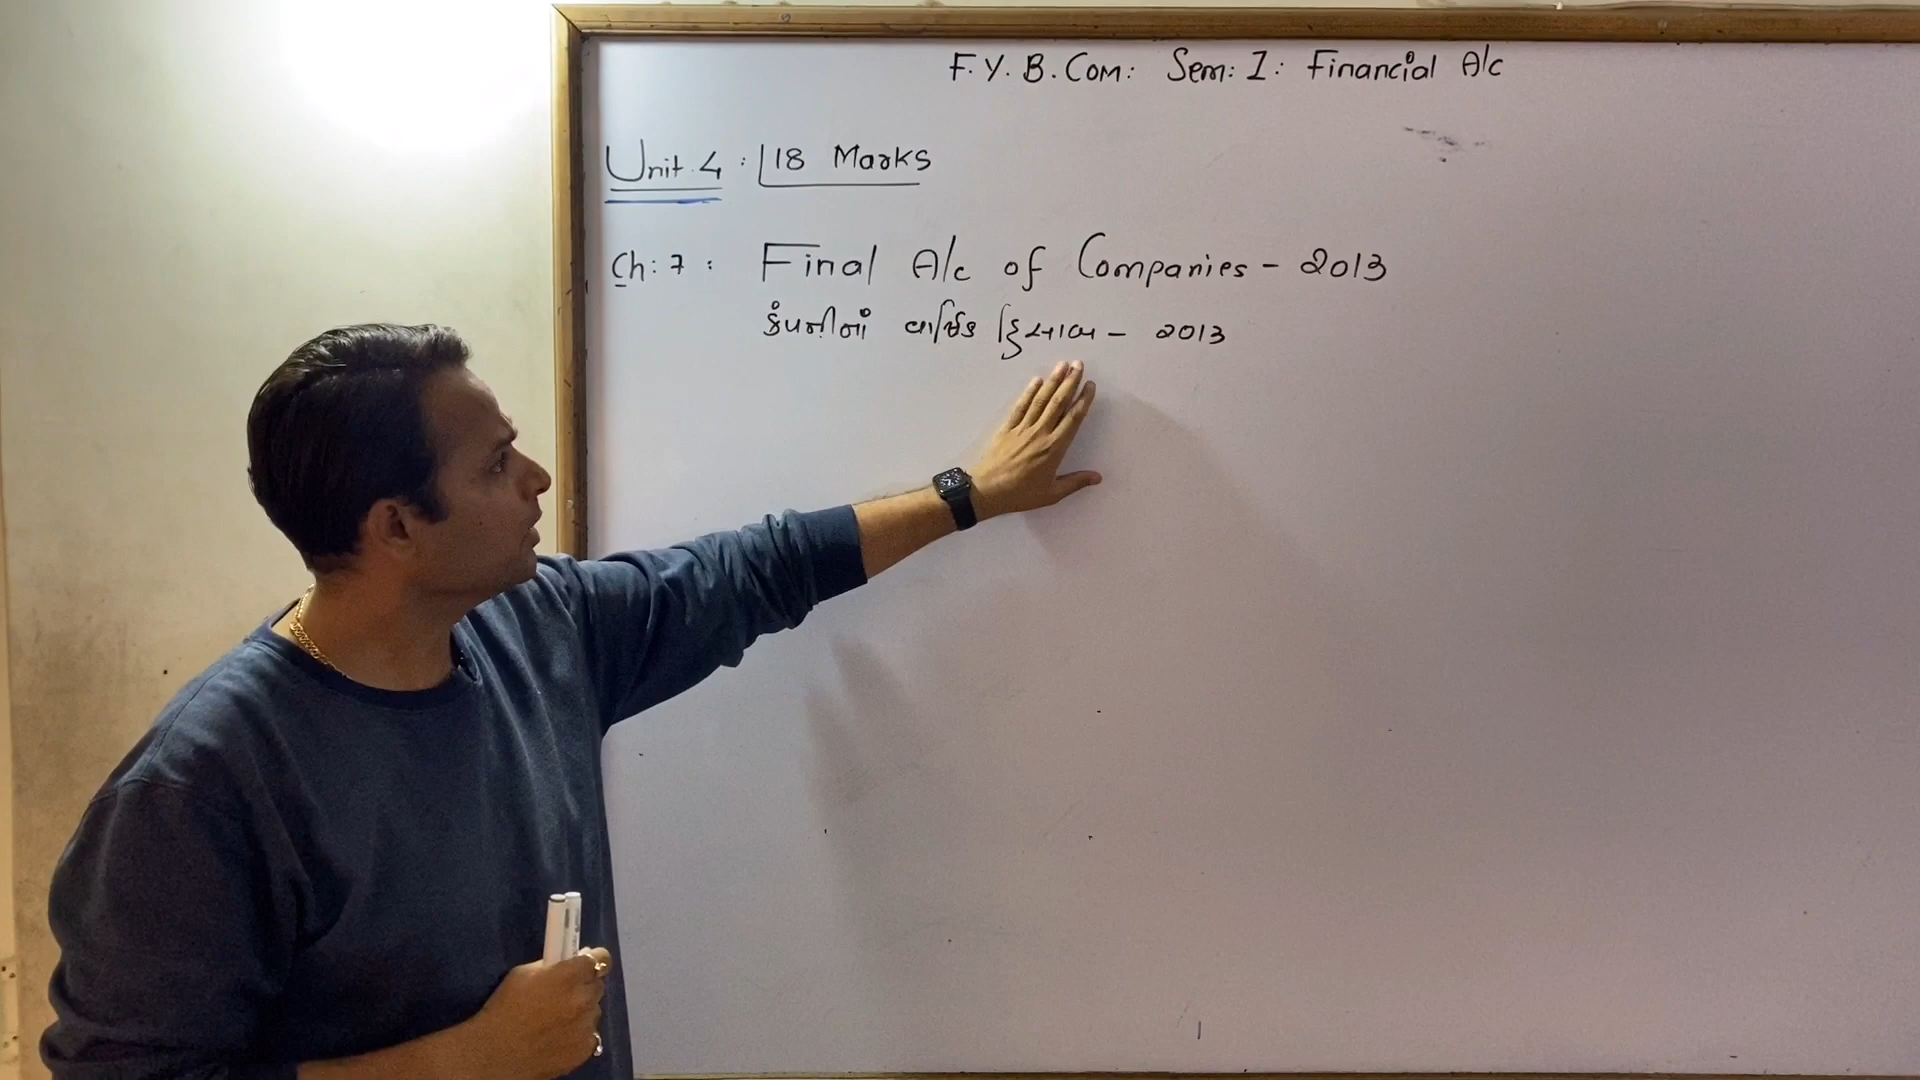 F. Y. B. Com: Sem: I: Financial A/c
Unit 4 : 18 Marks
Ch: 7 : Final A/c of Companies - 2013
કંપનીનાં વાર્ષિક હિસાબ - 2013